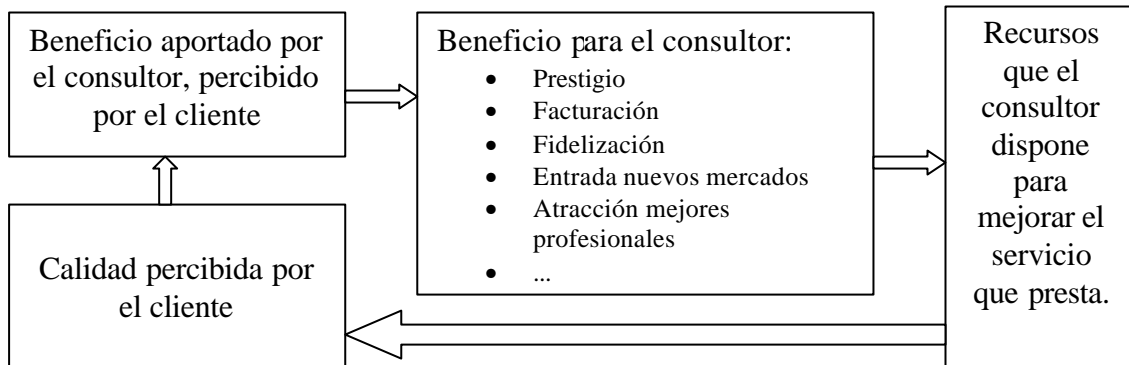 Beneficio aportado por
el consultor, percibido
por el cliente
Beneficio para el consultor:
• Prestigio
• Facturación
• Fidelización
• Entrada nuevos mercados
• Atracción mejores
profesionales
• ...
Recursos
que el
consultor
dispone
para
mejorar el
servicio
que presta.
Calidad percibida por
el cliente